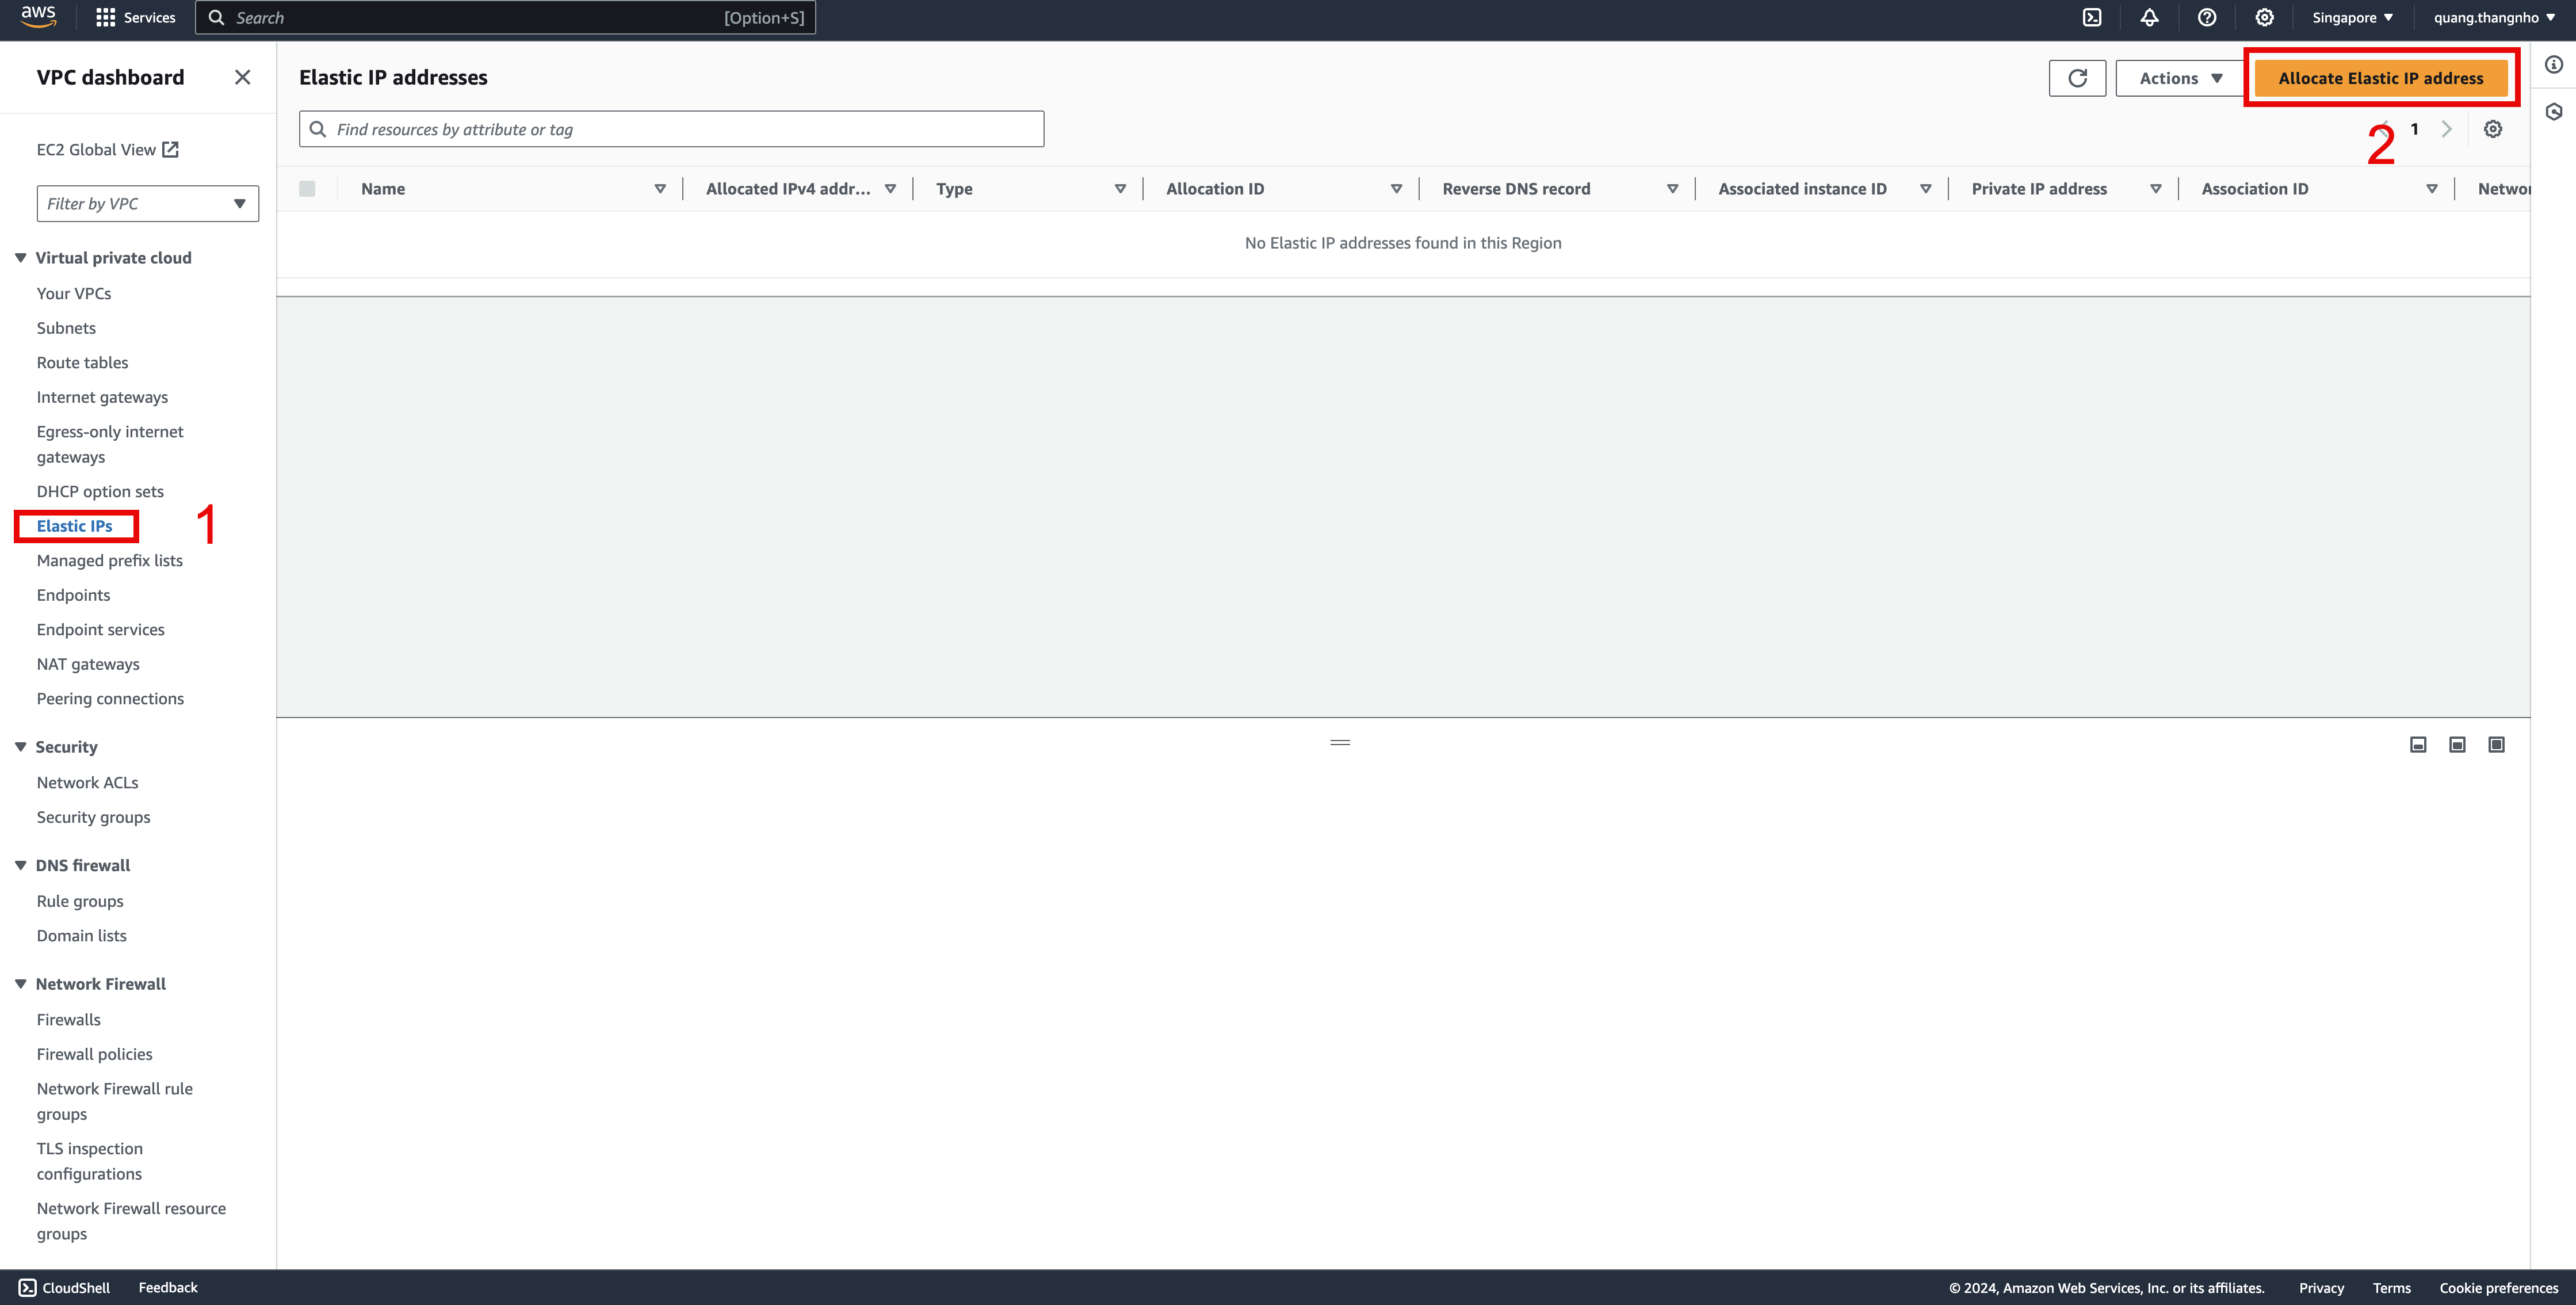 aws
Services
Search
[Option+S]
Singapore
quang.thangnho
VPC dashboard
EC2 Global View
Filter by VPC
Virtual private cloud
Your VPCs
Subnets
Route tables
Internet gateways
Egress-only internet
gateways
DHCP option sets
Elastic IPs
1
Managed prefix lists
Endpoints
Endpoint services
NAT gateways
Peering connections
Security
Network ACLs
Security groups
DNS firewall
Rule groups
Domain lists
Network Firewall
Firewalls
Firewall policies
Network Firewall rule
groups
TLS inspection
configurations
Network Firewall resource
groups
Elastic IP addresses
Actions
Allocate Elastic IP address
Find resources by attribute or tag
2
1
Name
Allocated IPv4 addr...
Type
Allocation ID
Reverse DNS record
Associated instance ID
Private IP address
Association ID
Networ
No Elastic IP addresses found in this Region
CloudShell
Feedback
© 2024, Amazon Web Services, Inc. or its affiliates.
Privacy
Terms
Cookie preferences